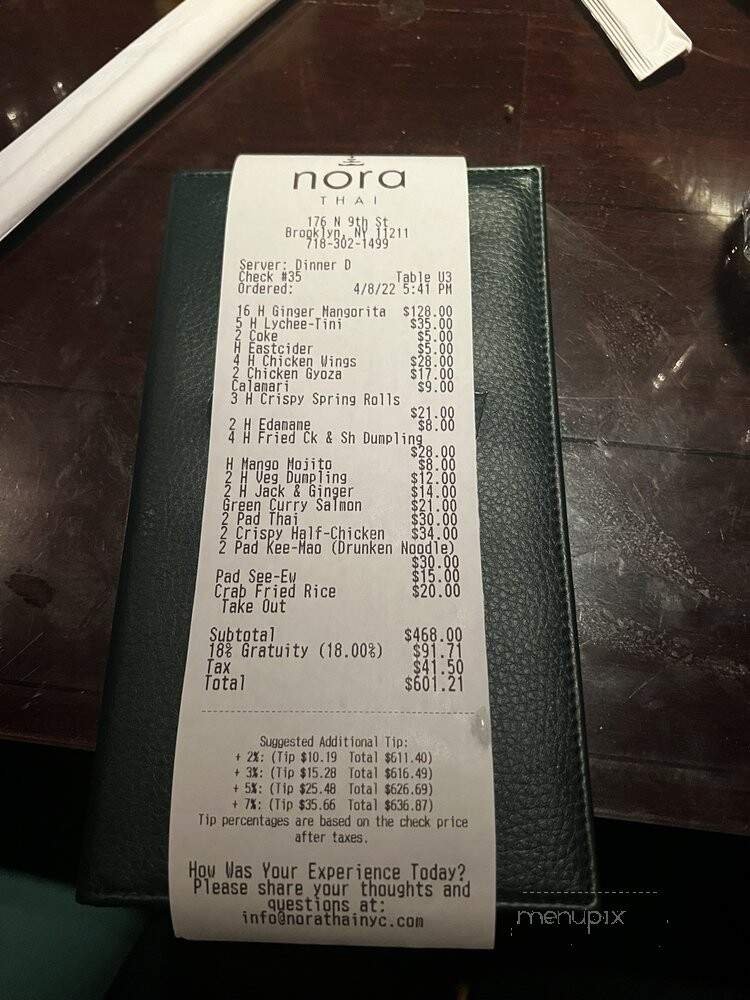 nora
THAI
176 N 9th St
Brooklyn, NY 11211
718-302-1499
Server: Dinner D
Check #35 Table U3
Ordered: 4/8/22 5:41 PM
16 H Ginger Mangorita $128.00
5 H Lychee-Tini $35.00
2 Coke $5.00
H Eastcider $5.00
4 H Chicken Wings $28.00
2 Chicken Gyoza $17.00
Calamari $9.00
3 H Crispy Spring Rolls
$21.00
2 H Edamame $8.00
4 H Fried Ck & Sh Dumpling
$28.00
H Mango Mojito $8.00
2 H Veg Dumpling $12.00
2 H Jack & Ginger $14.00
Green Curry Salmon $21.00
2 Pad Thai $30.00
2 Crispy Half-Chicken $34.00
2 Pad Kee-Mao (Drunken Noodle)
$30.00
Pad See-Ew $15.00
Crab Fried Rice $20.00
Take Out
Subtotal $468.00
18% Gratuity (18.00%) $91.71
Tax $41.50
Total $601.21
Suggested Additional Tip:
+ 2%: (Tip $10.19 Total $611.40)
+ 3%: (Tip $15.28 Total $616.49)
+ 5%: (Tip $25.48 Total $626.69)
+ 7%: (Tip $35.66 Total $636.87)
Tip percentages are based on the check price
after taxes.
How Was Your Experience Today?
Please share your thoughts and
questions at:
info@norathainyc.com
menupix